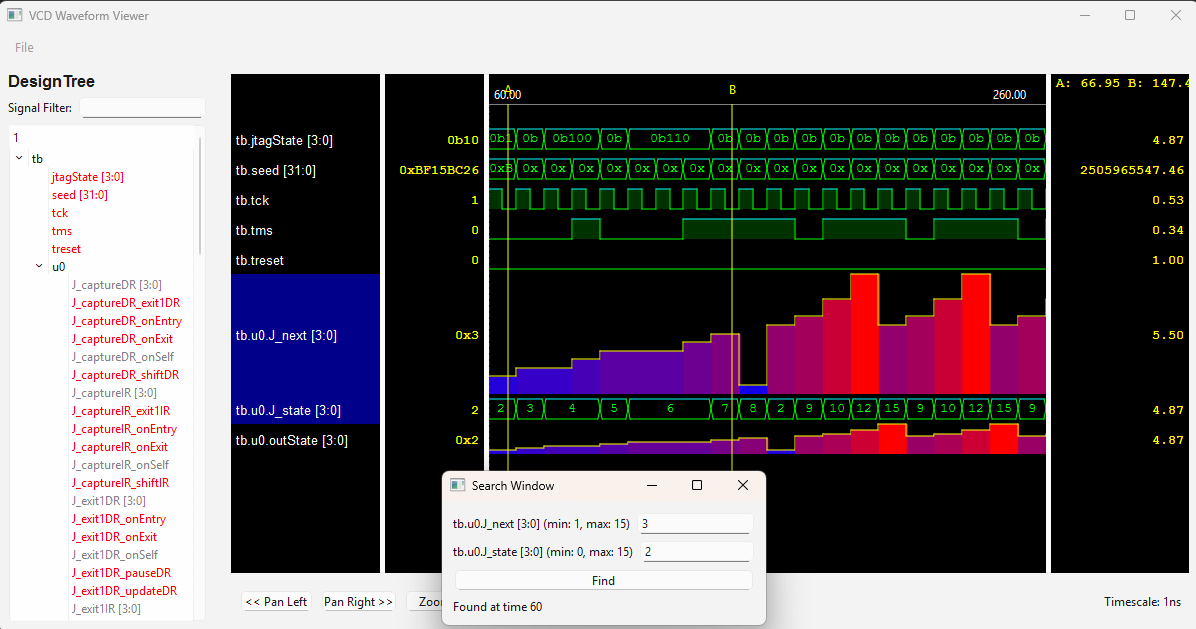 VCD Waveform Viewer
File
DesignTree
Signal Filter:
1
tb
jtagState [3:0]
seed [31:0]
tck
tms
treset
u0
J_captureDR [3:0]
J_captureDR_exit1DR
J_captureDR_onEntry
J_captureDR_onExit
J_captureDR_onSelf
J_captureDR_shiftDR
J_captureIR [3:0]
J_captureIR_exit1IR
J_captureIR_onEntry
J_captureIR_onExit
J_captureIR_onSelf
J_captureIR_shiftIR
J_exit1DR [3:0]
J_exit1DR_onEntry
J_exit1DR_onExit
J_exit1DR_onSelf
J_exit1DR_pauseDR
J_exit1DR_updateDR
J_exit1IR [3:0]
A B A: 66.95 B: 147.4
60.00 260.00
tb.jtagState [3:0] 0b10 0b1 0b 0b100 0b 0b110 0b 0b 0b 0b 0b 0b 0b 0b 0b 0b 0b 0b 4.87
tb.seed [31:0] 0xBF15BC26 0xB 0x 0x 0x 0x 0x 0x 0x 0x 0x 0x 0x 0x 0x 0x 0x 0x 0x 0x 0x 2505965547.46
tb.tck 1 0.53
tb.tms 0 0.34
tb.treset 0 1.00
tb.u0.J_next [3:0] 0x3 5.50
tb.u0.J_state [3:0] 2 2 3 4 5 6 7 8 2 9 10 12 15 9 10 12 15 9 4.87
tb.u0.outState [3:0] 0x2 4.87
Search Window
tb.u0.J_next [3:0] (min: 1, max: 15) 3
tb.u0.J_state [3:0] (min: 0, max: 15) 2
Find
Found at time 60
<< Pan Left Pan Right >> Zoo
Timescale: 1ns